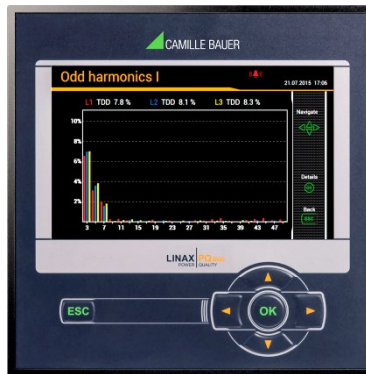 CAMILLE BAUER
Odd harmonics I
21.07.2015 17:06
L1 TDD 7.8 % L2 TDD 8.1 % L3 TDD 8.3 %
Navigate
10%
8%
6%
4%
2%
3 7 11 15 19 23 27 31 35 39 43 47
Details
OK
Back
ESC
LINAX PQ
POWER QUALITY
ESC
OK